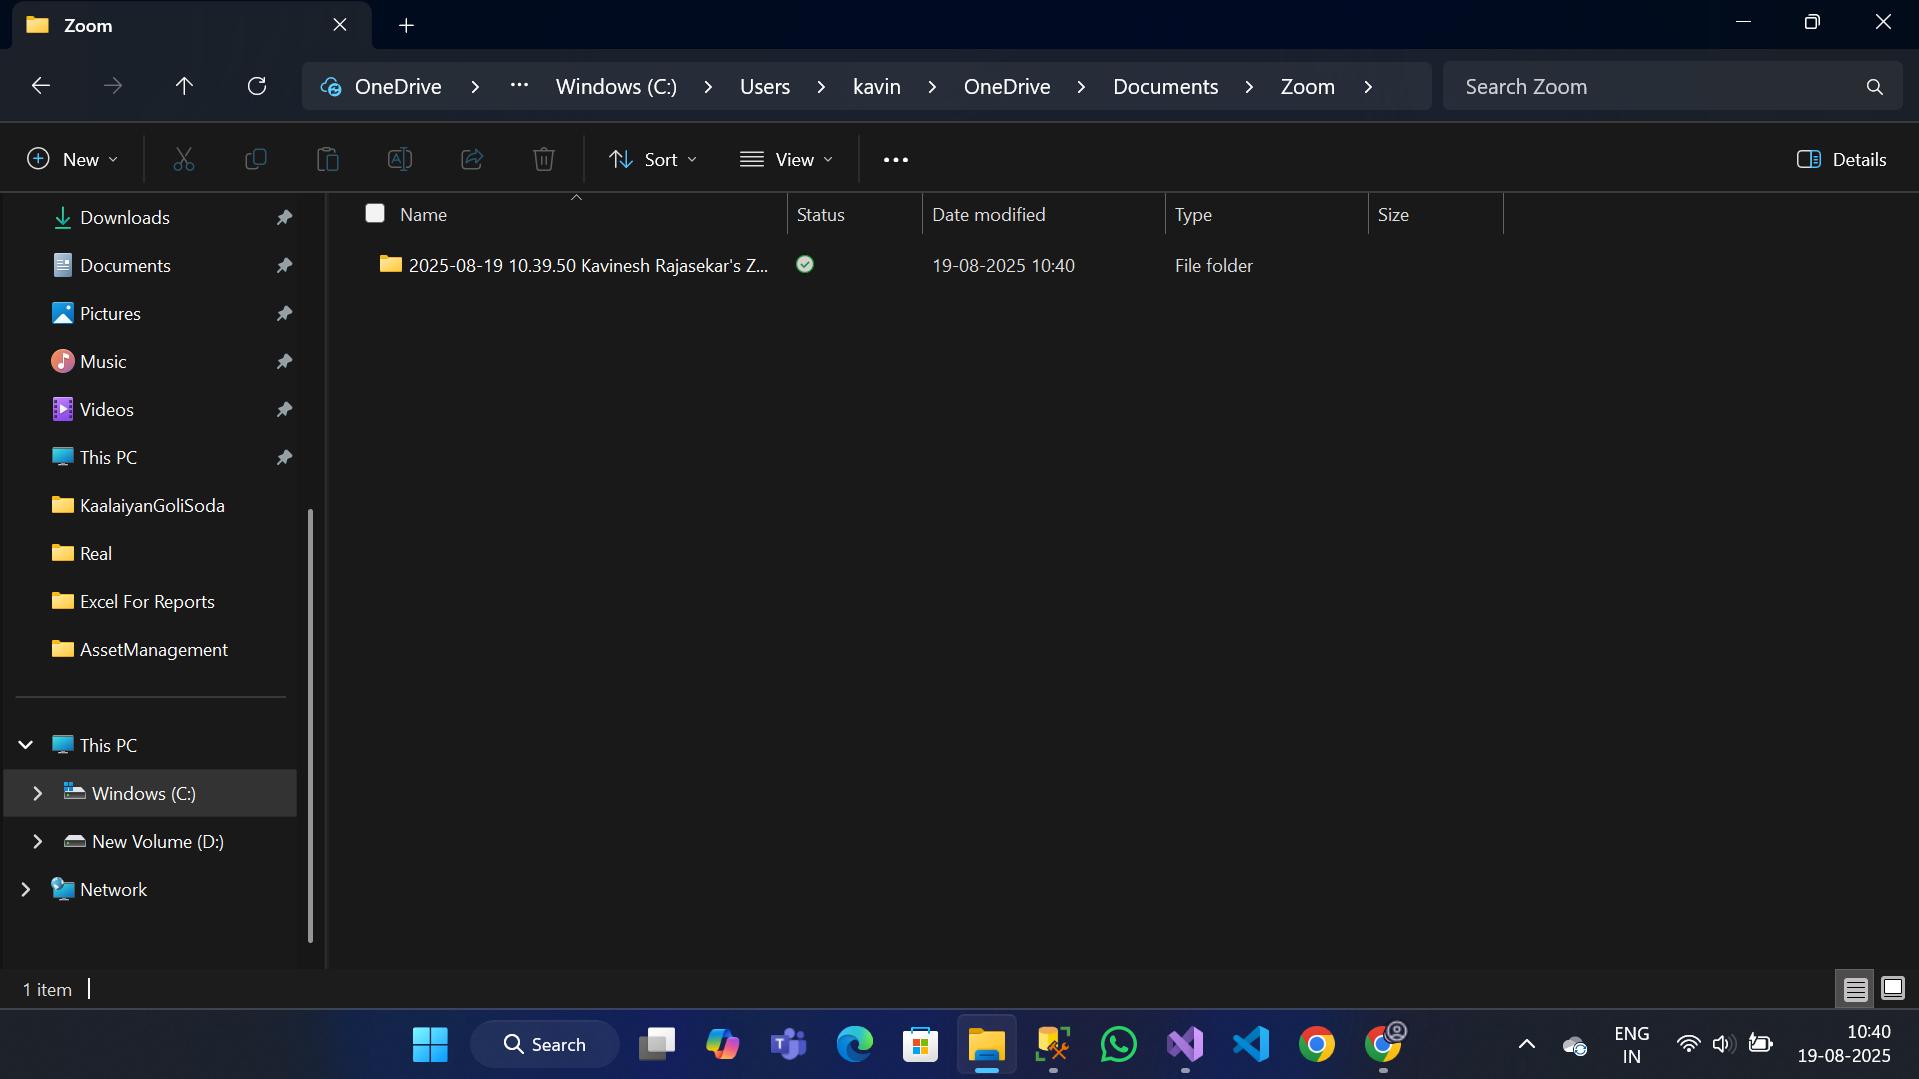 Zoom
OneDrive > ... Windows (C:) > Users > kavin > OneDrive > Documents > Zoom >
Search Zoom
New
Sort
View
Details
Downloads
Documents
Pictures
Music
Videos
This PC
KaalaiyanGoliSoda
Real
Excel For Reports
AssetManagement
This PC
Windows (C:)
New Volume (D:)
Network
Name Status Date modified Type Size
2025-08-19 10.39.50 Kavinesh Rajasekar's Z... 19-08-2025 10:40 File folder
1 item
Search
ENG
IN
10:40
19-08-2025